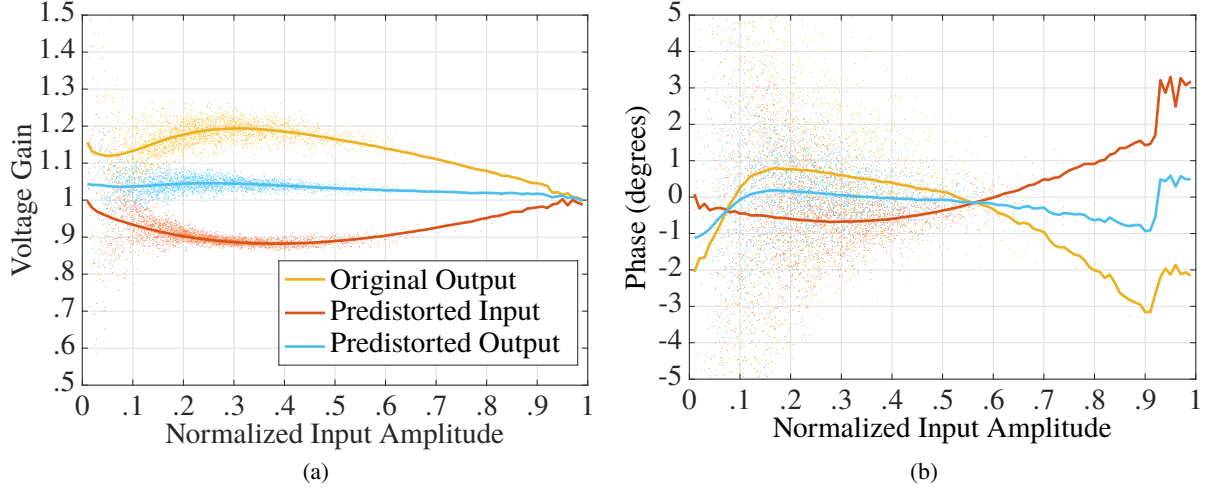 1.5
1.4
1.3
1.2
1.1
1
.9
.8
.7
.6
.5
Voltage Gain
Original Output
Predistorted Input
Predistorted Output
0 .1 .2 .3 .4 .5 .6 .7 .8 .9 1
Normalized Input Amplitude
(a)
5
4
3
2
1
0
-1
-2
-3
-4
-5
Phase (degrees)
0 .1 .2 .3 .4 .5 .6 .7 .8 .9 1
Normalized Input Amplitude
(b)